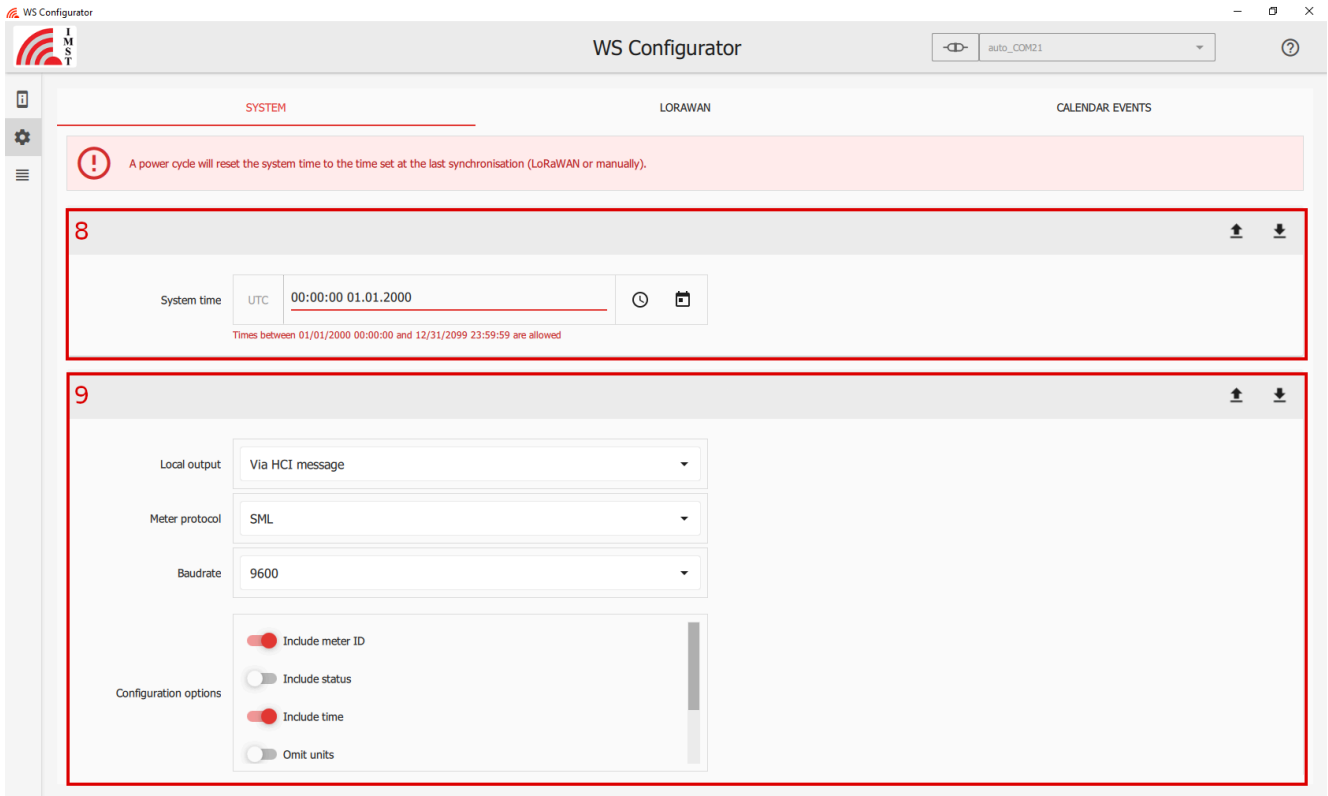 WS Configurator
I
M
S
T
WS Configurator
auto_COM21
SYSTEM
LORAWAN
CALENDAR EVENTS
A power cycle will reset the system time to the time set at the last synchronisation (LoRaWAN or manually).
8
System time
UTC
00:00:00 01.01.2000
Times between 01/01/2000 00:00:00 and 12/31/2099 23:59:59 are allowed
9
Local output
Via HCI message
Meter protocol
SML
Baudrate
9600
Include meter ID
Include status
Configuration options
Include time
Omit units